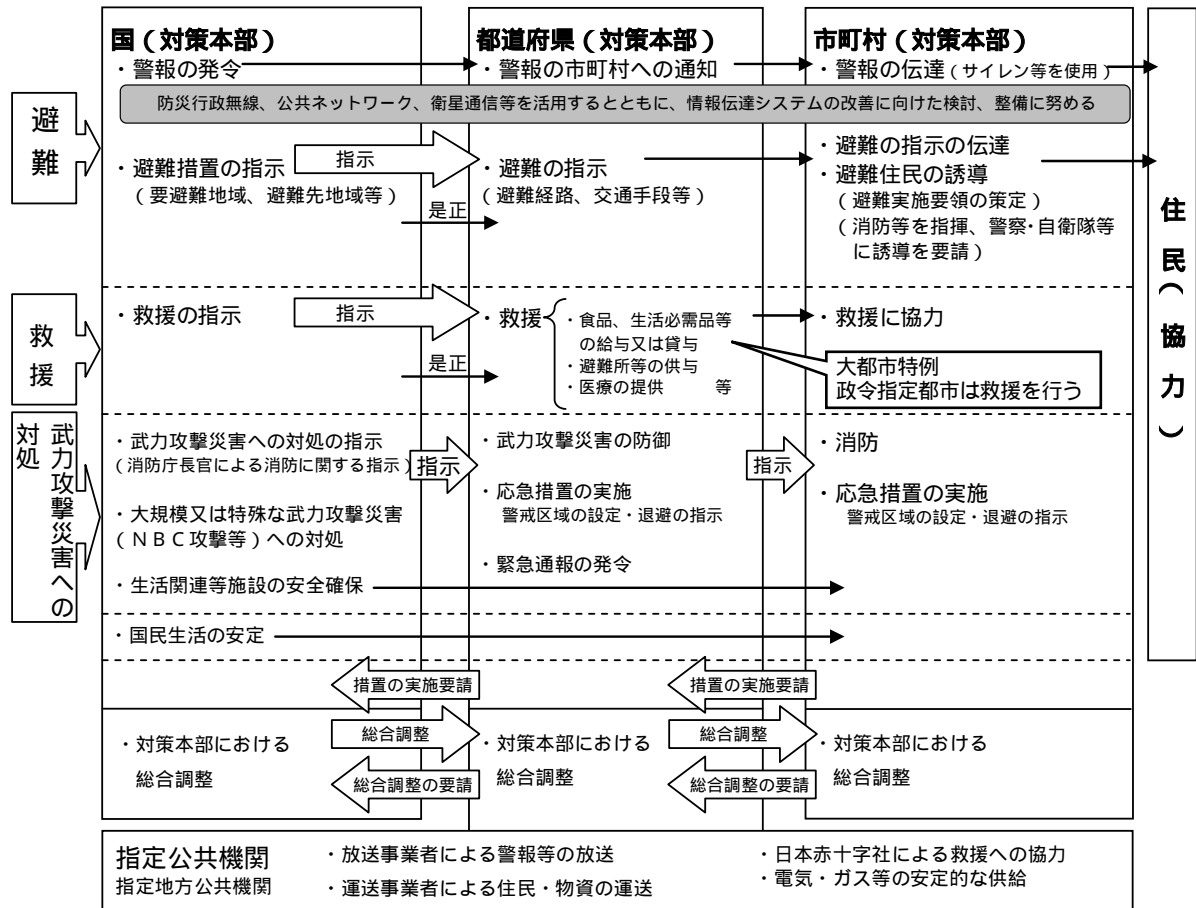 国（対策本部）
都道府県（対策本部）
市町村（対策本部）
・警報の発令
・警報の市町村への通知
・警報の伝達（サイレン等を使用）
防災行政無線、公共ネットワーク、衛星通信等を活用するとともに、情報伝達システムの改善に向けた検討、整備に努める
避難
・避難措置の指示
（要避難地域、避難先地域等）
指示
是正
・避難の指示
（避難経路、交通手段等）
・避難の指示の伝達
・避難住民の誘導
（避難実施要領の策定）
（消防等を指揮、警察・自衛隊等
に誘導を要請）
住民（協力）
救援
・救援の指示
指示
是正
・救援
・食品、生活必需品等
の給与又は貸与
・避難所等の供与
・医療の提供　等
・救援に協力
大都市特例
政令指定都市は救援を行う
武力攻撃災害への
対処
・武力攻撃災害への対処の指示
（消防庁長官による消防に関する指示）
指示
・大規模又は特殊な武力攻撃災害
（ＮＢＣ攻撃等）への対処
・生活関連等施設の安全確保
・武力攻撃災害の防御
・応急措置の実施
警戒区域の設定・退避の指示
・緊急通報の発令
指示
・消防
・応急措置の実施
警戒区域の設定・退避の指示
・国民生活の安定
措置の実施要請
措置の実施要請
・対策本部における
総合調整
総合調整
総合調整の要請
・対策本部における
総合調整
総合調整
総合調整の要請
・対策本部における
総合調整
指定公共機関
指定地方公共機関
・放送事業者による警報等の放送
・運送事業者による住民・物資の運送
・日本赤十字社による救援への協力
・電気・ガス等の安定的な供給